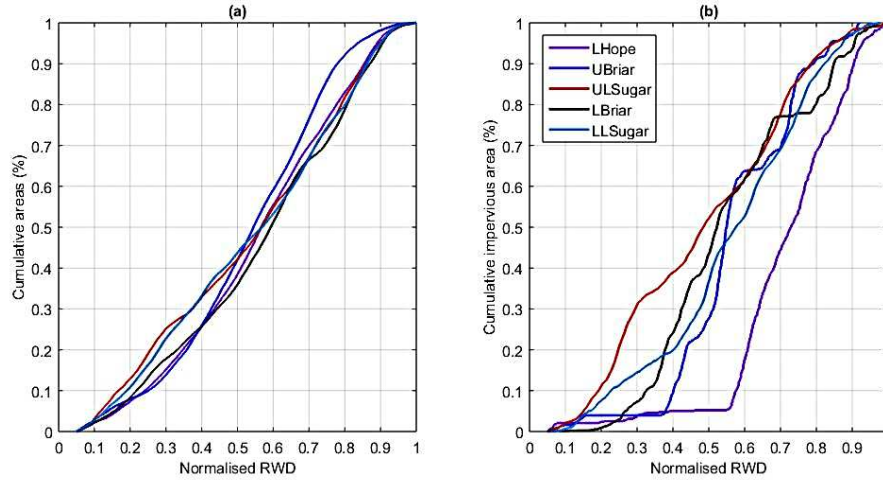 (a)
1
0.9
0.8
0.7
0.6
0.5
0.4
0.3
0.2
0.1
0
Cumulative areas (%)
0 0.1 0.2 0.3 0.4 0.5 0.6 0.7 0.8 0.9 1
Normalised RWD
(b)
1
0.9
0.8
0.7
0.6
0.5
0.4
0.3
0.2
0.1
0
Cumulative impervious area (%)
LHope
UBriar
ULSugar
LBriar
LLSugar
0 0.1 0.2 0.3 0.4 0.5 0.6 0.7 0.8 0.9
Normalised RWD